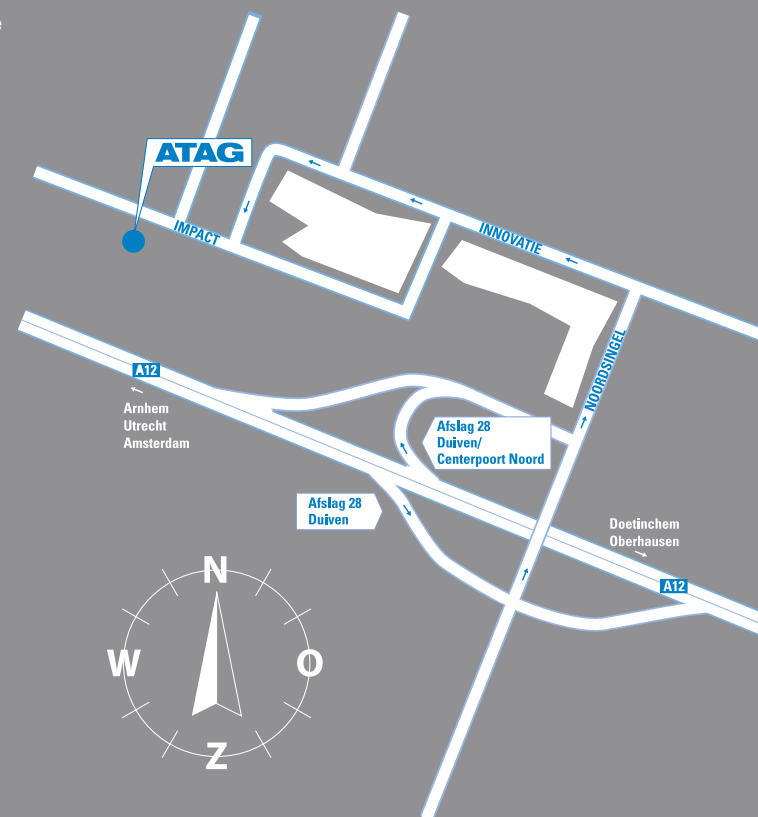 ATAG
IMPACT
INNOVATIE
NOORDSINGEL
A12
Arnhem
Utrecht
Amsterdam
Afslag 28
Duiven/
Centerpoort Noord
Afslag 28
Duiven
Doetinchem
Oberhausen
A12
N
W
O
Z